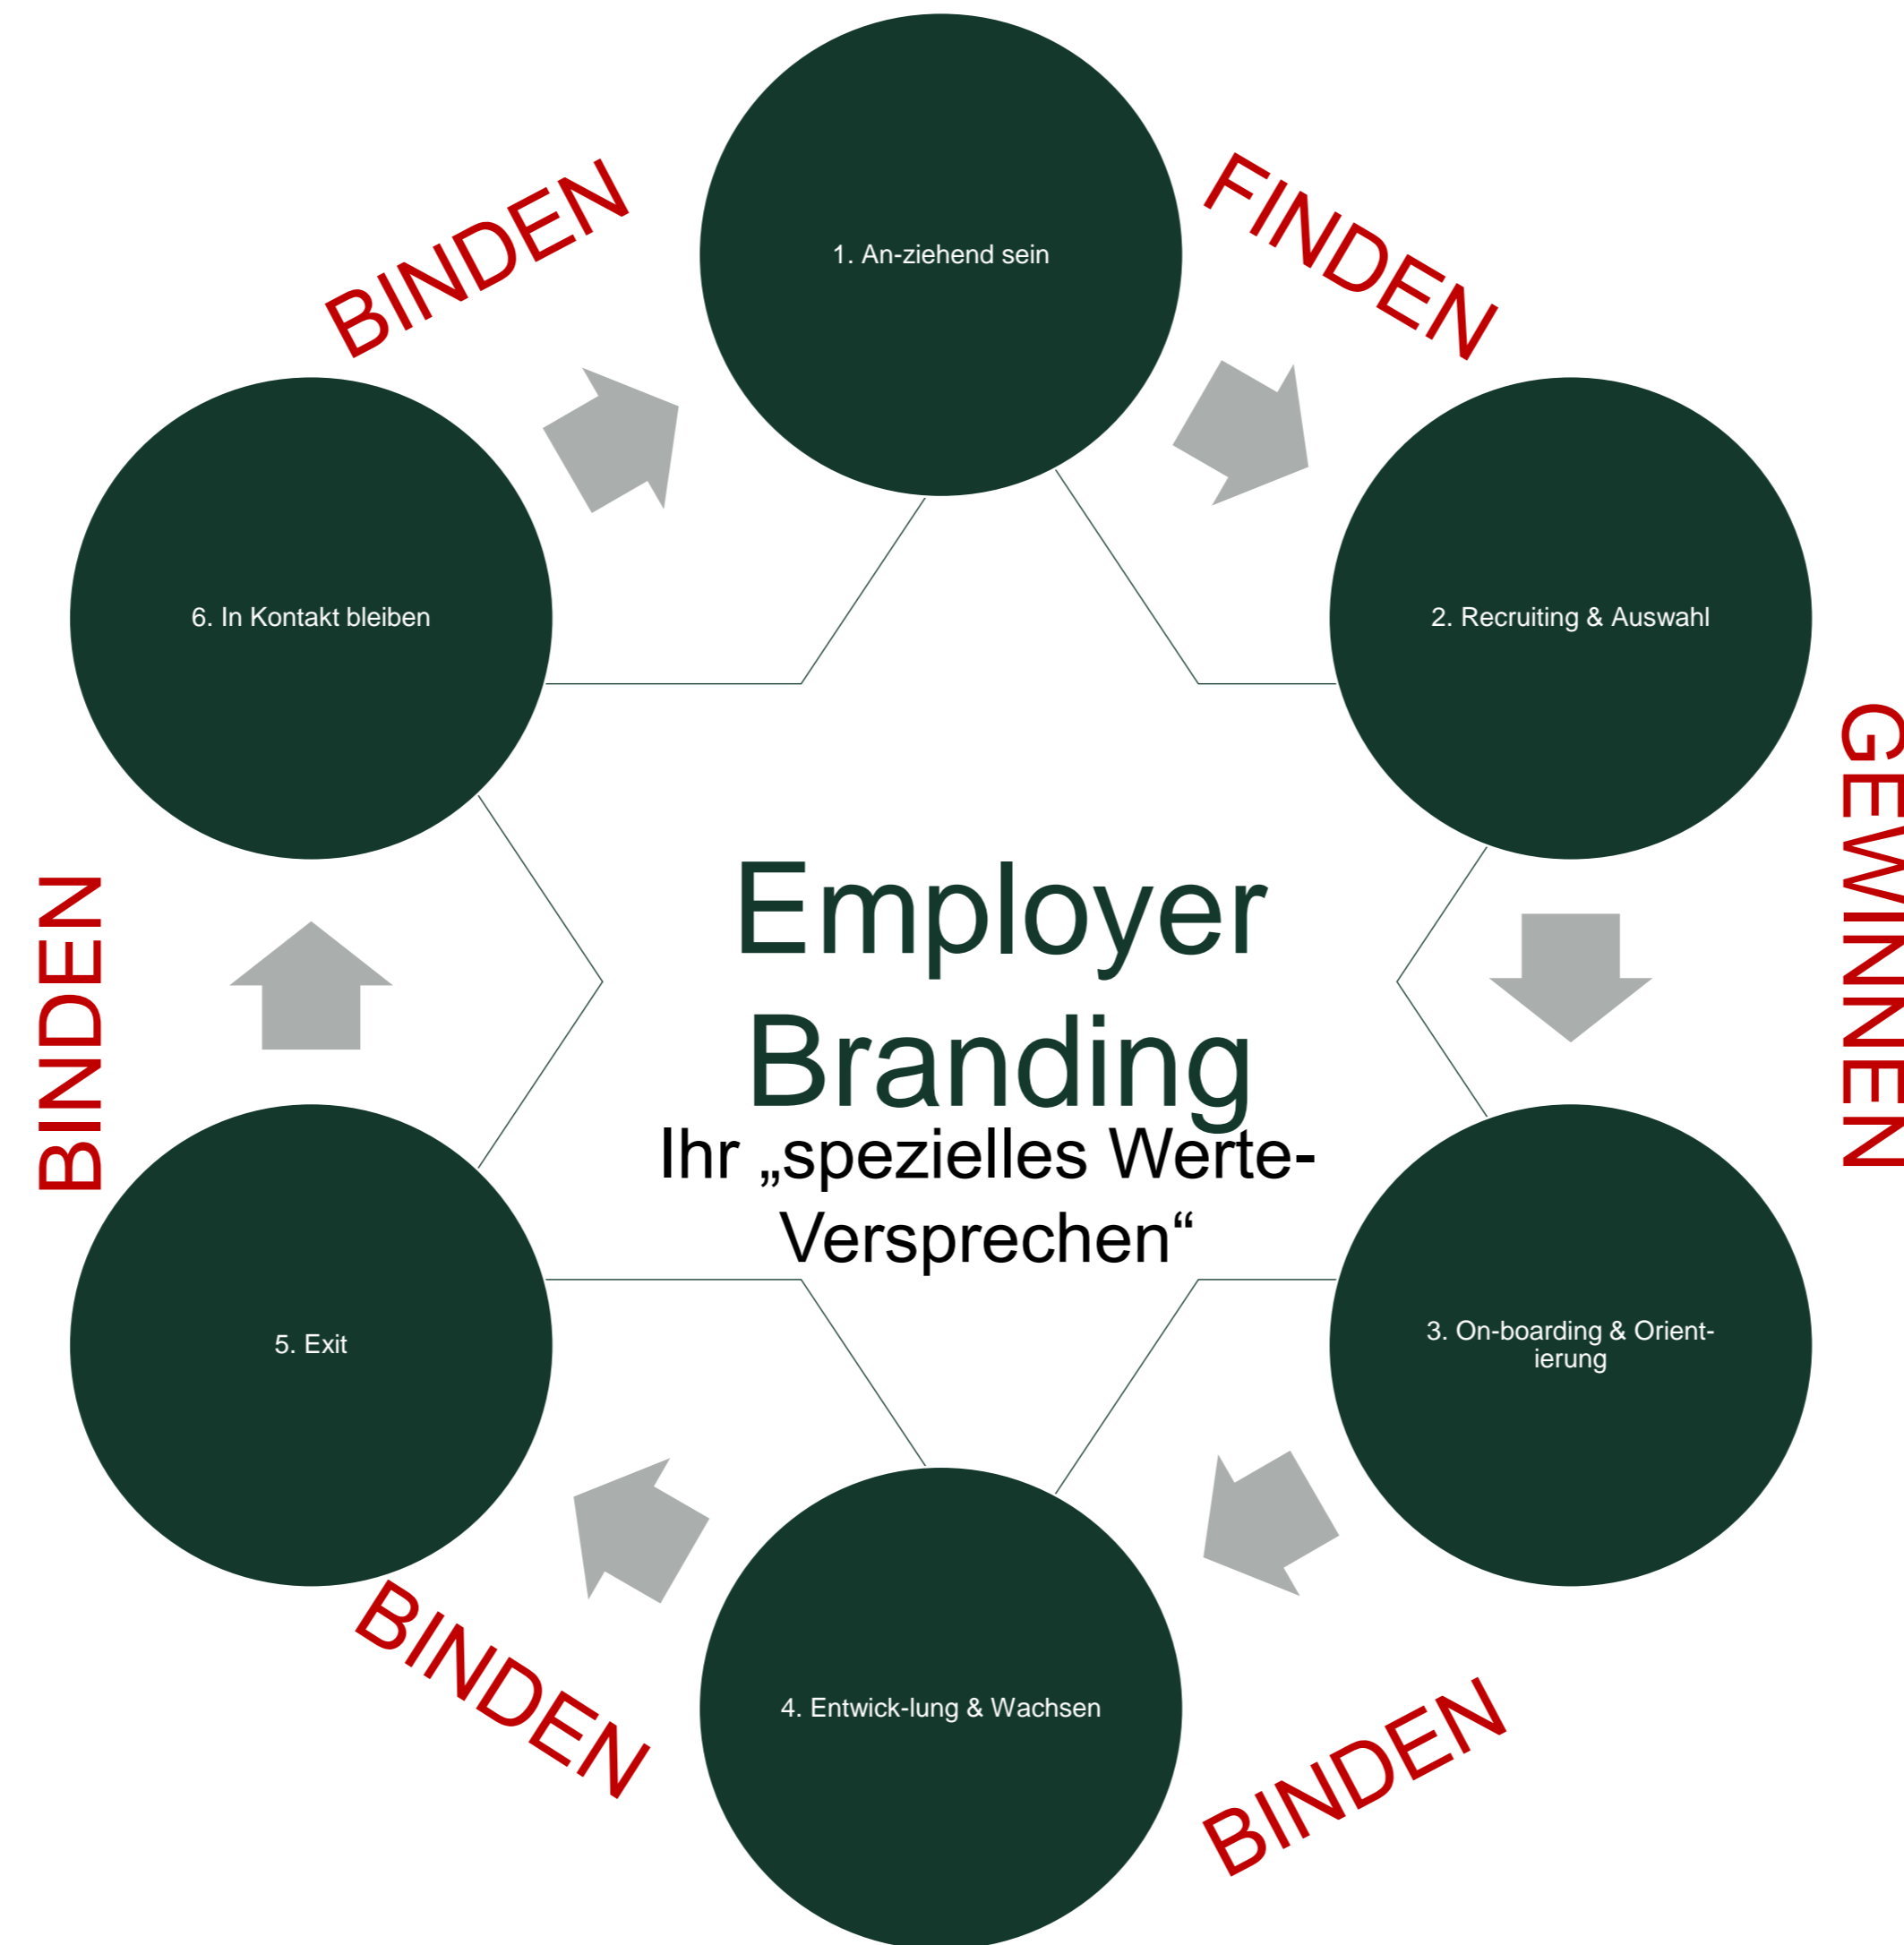 1. An-ziehend sein
FINDEN
2. Recruiting & Auswahl
GEWINNEN
3. On-boarding & Orient-
ierung
BINDEN
4. Entwick-lung & Wachsen
BINDEN
5. Exit
BINDEN
6. In Kontakt bleiben
BINDEN
Employer
Branding
Ihr „spezielles Werte-
Versprechen“